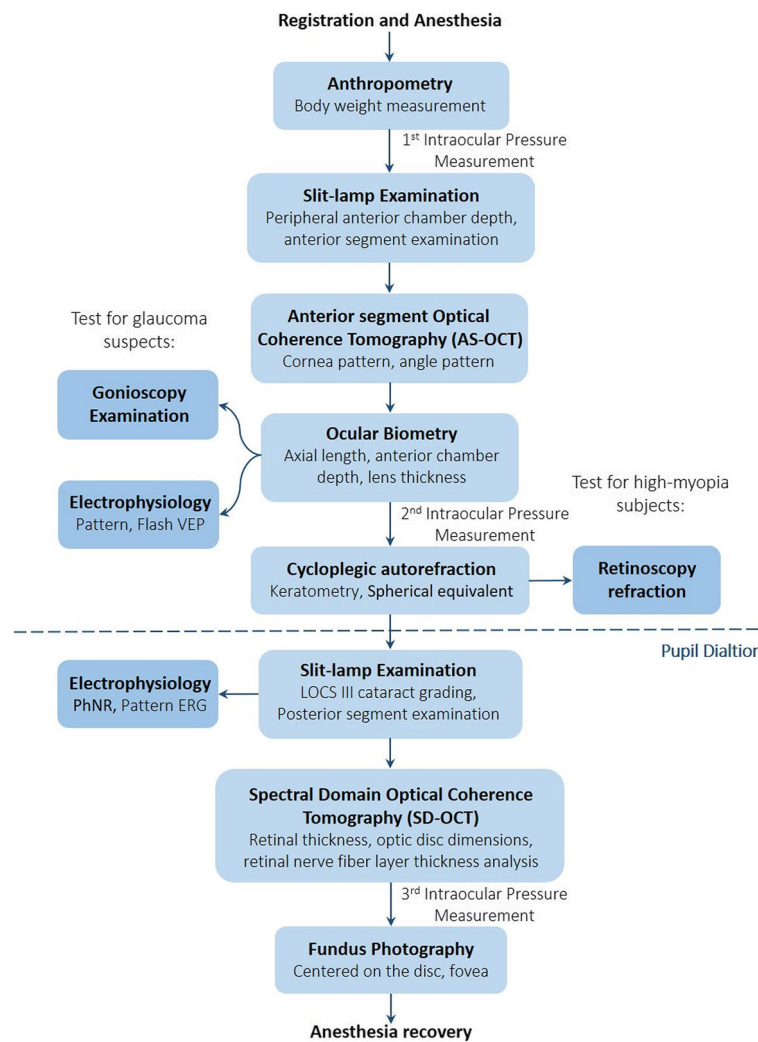 Registration and Anesthesia
Anthropometry
Body weight measurement
1st Intraocular Pressure
Measurement
Slit-lamp Examination
Peripheral anterior chamber depth,
anterior segment examination
Anterior segment Optical
Coherence Tomography (AS-OCT)
Cornea pattern, angle pattern
Test for glaucoma
suspects:
Gonioscopy
Examination
Ocular Biometry
Axial length, anterior chamber
depth, lens thickness
Electrophysiology
Pattern, Flash VEP
2nd Intraocular Pressure
Measurement
Test for high-myopia
subjects:
Cycloplegic autorefraction
Keratometry, Spherical equivalent
Retinoscopy
refraction
Pupil Dialtion
Slit-lamp Examination
LOCS III cataract grading,
Posterior segment examination
Electrophysiology
PhNR, Pattern ERG
Spectral Domain Optical Coherence
Tomography (SD-OCT)
Retinal thickness, optic disc dimensions,
retinal nerve fiber layer thickness analysis
3rd Intraocular Pressure
Measurement
Fundus Photography
Centered on the disc, fovea
Anesthesia recovery